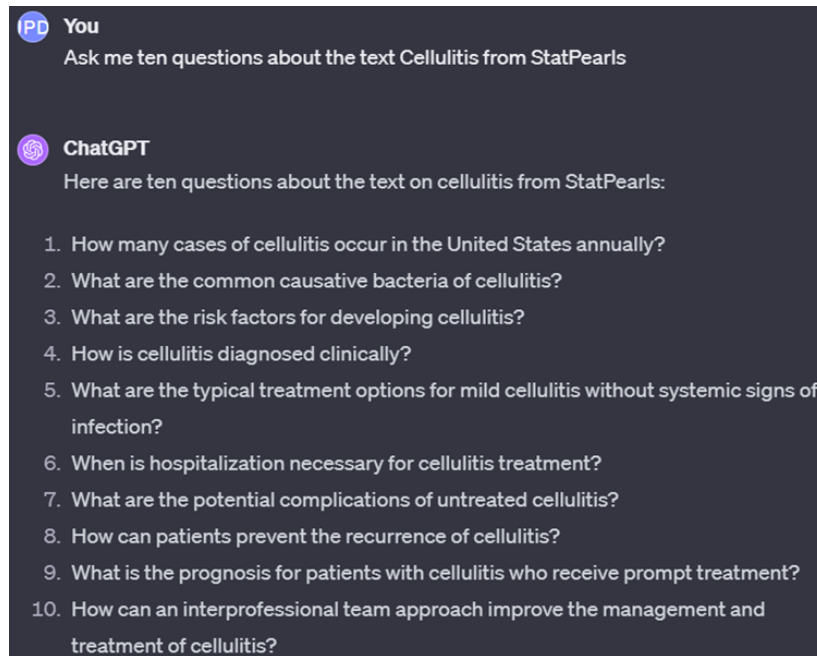 PD You
Ask me ten questions about the text Cellulitis from StatPearls
ChatGPT
Here are ten questions about the text on cellulitis from StatPearls:
1. How many cases of cellulitis occur in the United States annually?
2. What are the common causative bacteria of cellulitis?
3. What are the risk factors for developing cellulitis?
4. How is cellulitis diagnosed clinically?
5. What are the typical treatment options for mild cellulitis without systemic signs of
infection?
6. When is hospitalization necessary for cellulitis treatment?
7. What are the potential complications of untreated cellulitis?
8. How can patients prevent the recurrence of cellulitis?
9. What is the prognosis for patients with cellulitis who receive prompt treatment?
10. How can an interprofessional team approach improve the management and
treatment of cellulitis?